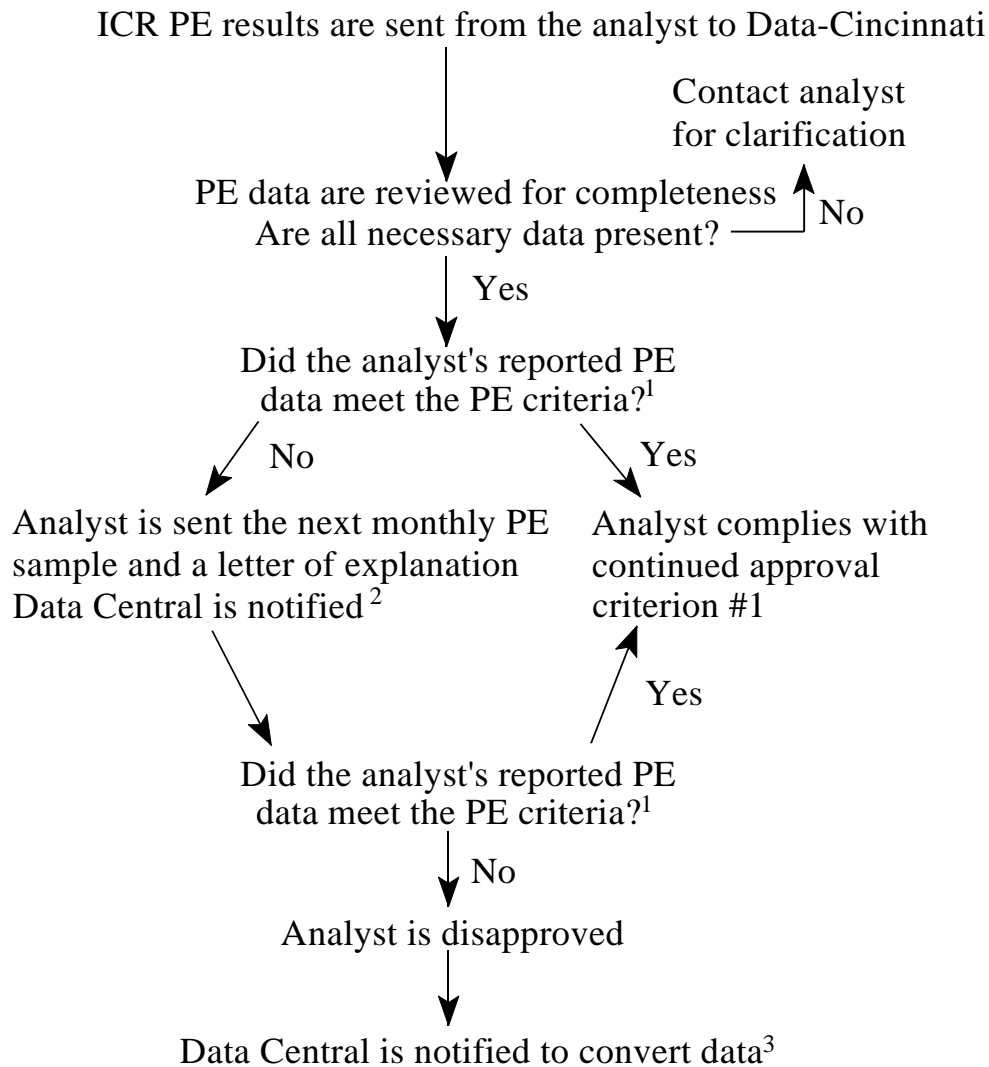 ICR PE results are sent from the analyst to Data-Cincinnati
Contact analyst
for clarification
PE data are reviewed for completeness
Are all necessary data present?
No
Yes
Did the analyst's reported PE
data meet the PE criteria?1
No
Yes
Analyst is sent the next monthly PE
sample and a letter of explanation
Data Central is notified 2
Analyst complies with
continued approval
criterion #1
Yes
Did the analyst's reported PE
data meet the PE criteria?1
No
Analyst is disapproved
Data Central is notified to convert data3